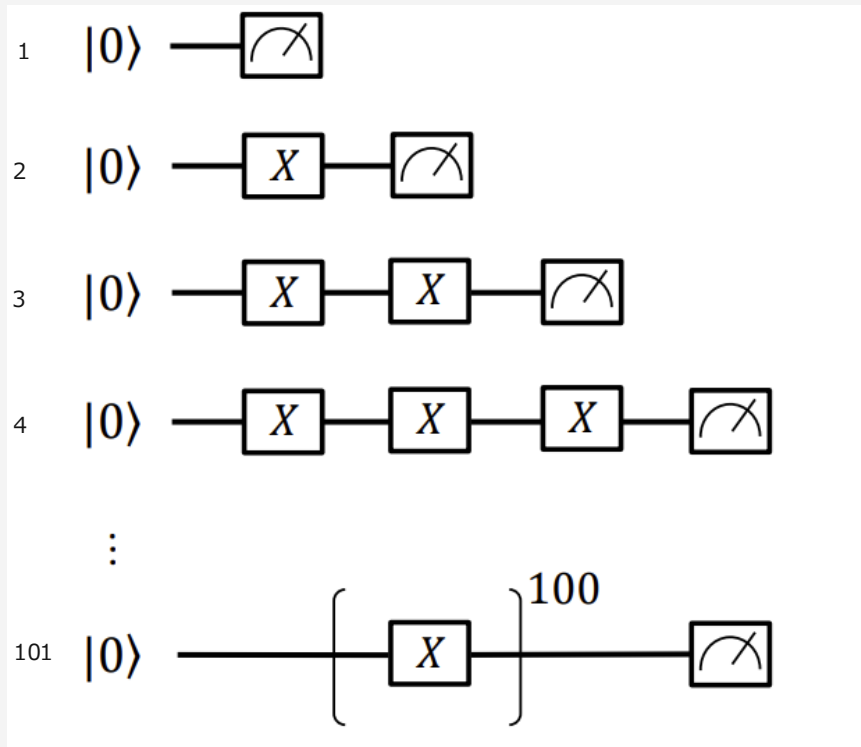 1 |0⟩
2 |0⟩ X
3 |0⟩ X X
4 |0⟩ X X X
⋮
100
101 |0⟩ X